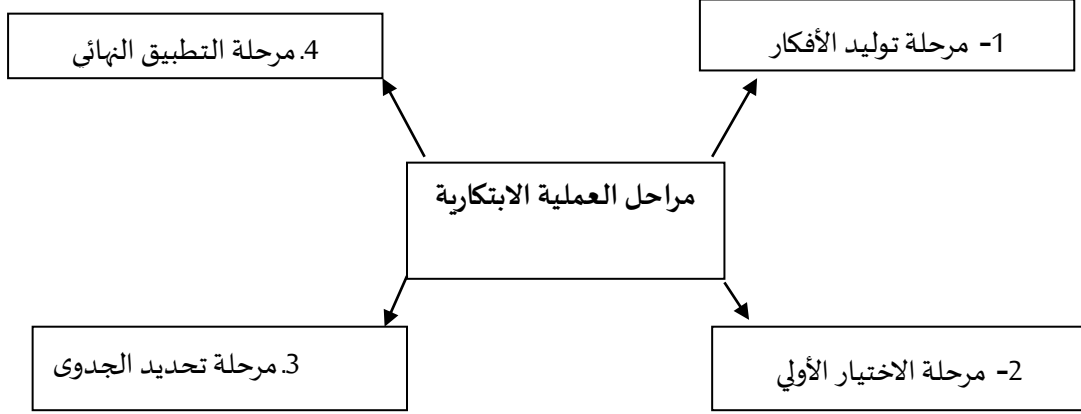 1- مرحلة توليد الأفكار
4. مرحلة التطبيق النهائي
مراحل العملية الابتكارية
2- مرحلة الاختيار الأولي
3. مرحلة تحديد الجدوى